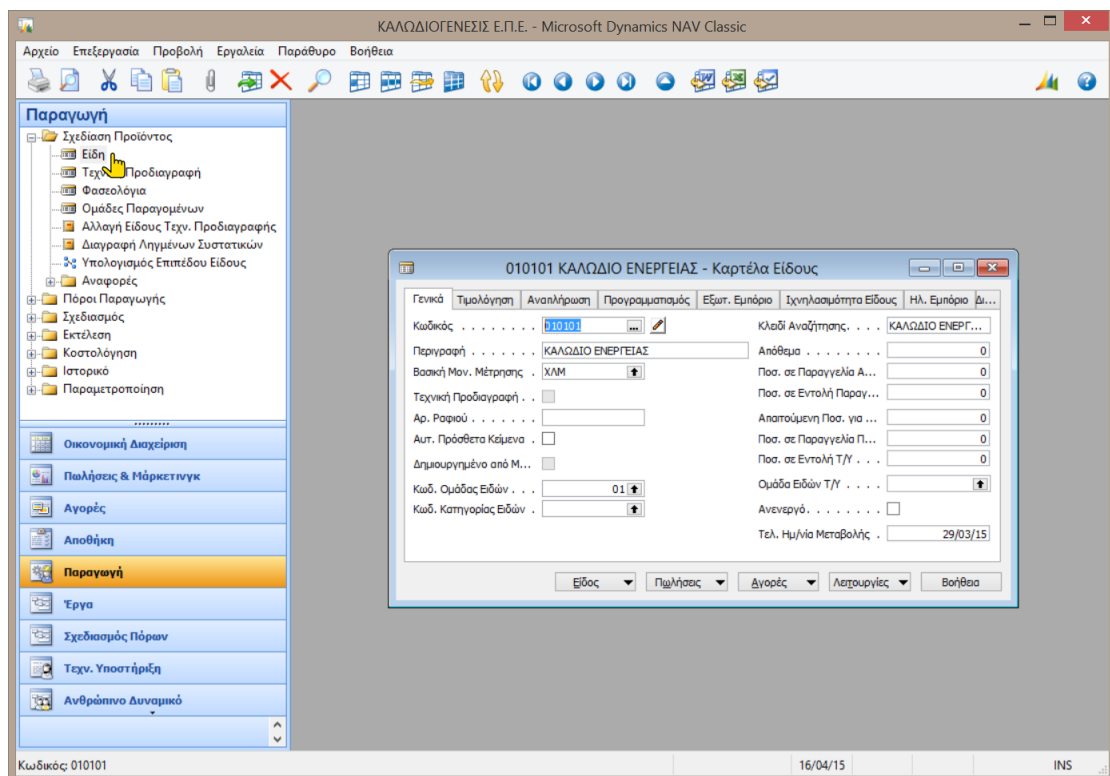 ΚΑΛΩΔΙΟΓΕΝΕΣΙΣ Ε.Π.Ε. - Microsoft Dynamics NAV Classic
Αρχείο Επεξεργασία Προβολή Εργαλεία Παράθυρο Βοήθεια
Παραγωγή
Σχεδίαση Προϊόντος
Είδη
Προδιαγραφή
Φασεολόγια
Ομάδες Παραγομένων
Αλλαγή Είδους Τεχν. Προδιαγραφής
Διαγραφή Ληγμένων Συστατικών
Υπολογισμός Επιπέδου Είδους
Αναφορές
Πόροι Παραγωγής
Σχεδιασμός
Εκτέλεση
Κοστολόγηση
Ιστορικό
Παραμετροποίηση
Οικονομική Διαχείριση
Πωλήσεις & Μάρκετινγκ
Αγορές
Αποθήκη
Παραγωγή
Έργα
Σχεδιασμός Πόρων
Τεχν. Υποστήριξη
Ανθρώπινο Δυναμικό
010101 ΚΑΛΩΔΙΟ ΕΝΕΡΓΕΙΑΣ - Καρτέλα Είδους
Γενικά Τιμολόγηση Αναπλήρωση Προγραμματισμός Εξωτ. Εμπόριο Ιχνηλασιμότητα Είδους Ηλ. Εμπόριο Δι...
Κωδικός . . . . . . . . 010101 ... Κλειδί Αναζήτησης. . . . ΚΑΛΩΔΙΟ ΕΝΕΡΓ...
Περιγραφή . . . . . . . ΚΑΛΩΔΙΟ ΕΝΕΡΓΕΙΑΣ Απόθεμα . . . . . . . . 0
Βασική Μον. Μέτρησης . ΧΛΜ Ποσ. σε Παραγγελία Α... 0
Τεχνική Προδιαγραφή . . Ποσ. σε Εντολή Παραγ... 0
Αρ. Ραφιού . . . . . . . Απαιτούμενη Ποσ. για ... 0
Αυτ. Πρόσθετα Κείμενα . Ποσ. σε Παραγγελία Π... 0
Δημιουργημένο από Μ... Ποσ. σε Εντολή Τ/Υ . . . 0
Κωδ. Ομάδας Ειδών . . . 01 Ομάδα Ειδών Τ/Υ . . . .
Κωδ. Κατηγορίας Ειδών . Ανενεργό. . . . . . . .
Τελ. Ημ/νία Μεταβολής . 29/03/15
Είδος Πωλήσεις Αγορές Λειτουργίες Βοήθεια
Κωδικός: 010101 16/04/15 INS